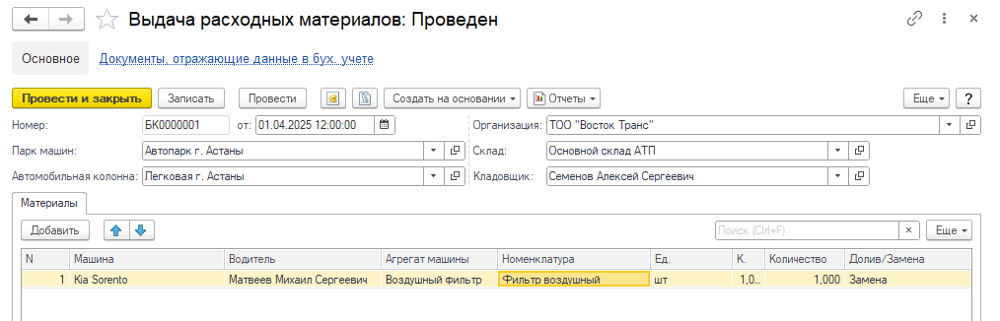 Выдача расходных материалов: Проведен
Основное Документы, отражающие данные в бух. учете
Провести и закрыть Записать Провести Создать на основании Отчеты Еще ?
Номер: БК0000001 от: 01.04.2025 12:00:00 Организация: ТОО "Восток Транс"
Парк машин: Автопарк г. Астаны Склад: Основной склад АТП
Автомобильная колонна: Легковая г. Астаны Кладовщик: Семенов Алексей Сергеевич
Материалы
Добавить Поиск (Ctrl+F) × Еще
N Машина Водитель Агрегат машины Номенклатура Ед. К. Количество Долив/Замена
1 Kia Sorento Матвеев Михаил Сергеевич Воздушный фильтр Фильтр воздушный шт 1,0... 1,000 Замена